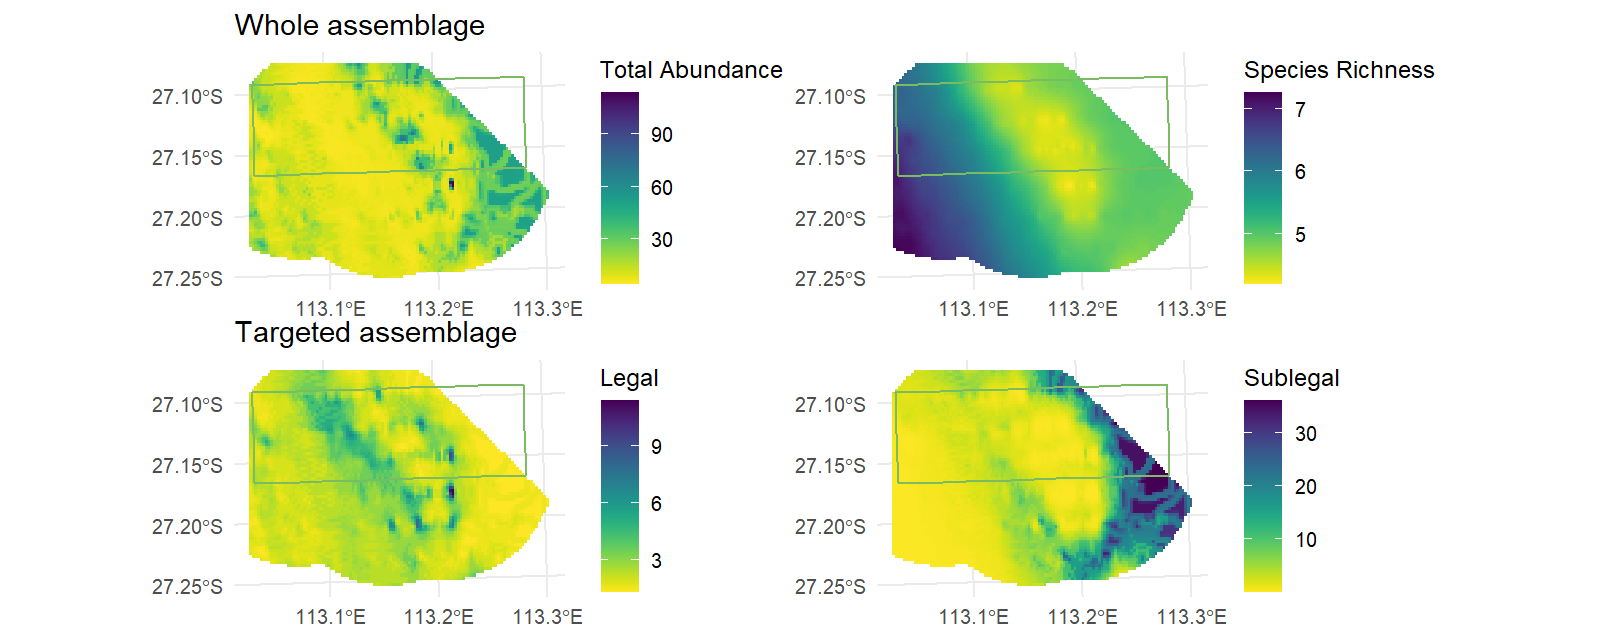 Whole assemblage
Total Abundance
27.10°S
27.15°S
27.20°S
27.25°S
90
60
30
113.1°E
113.2°E
113.3°E
Species Richness
27.10°S
27.15°S
27.20°S
27.25°S
7
6
5
113.1°E
113.2°E
113.3°E
Targeted assemblage
Legal
27.10°S
27.15°S
27.20°S
27.25°S
9
6
3
113.1°E
113.2°E
113.3°E
Sublegal
27.10°S
27.15°S
27.20°S
27.25°S
30
20
10
113.1°E
113.2°E
113.3°E